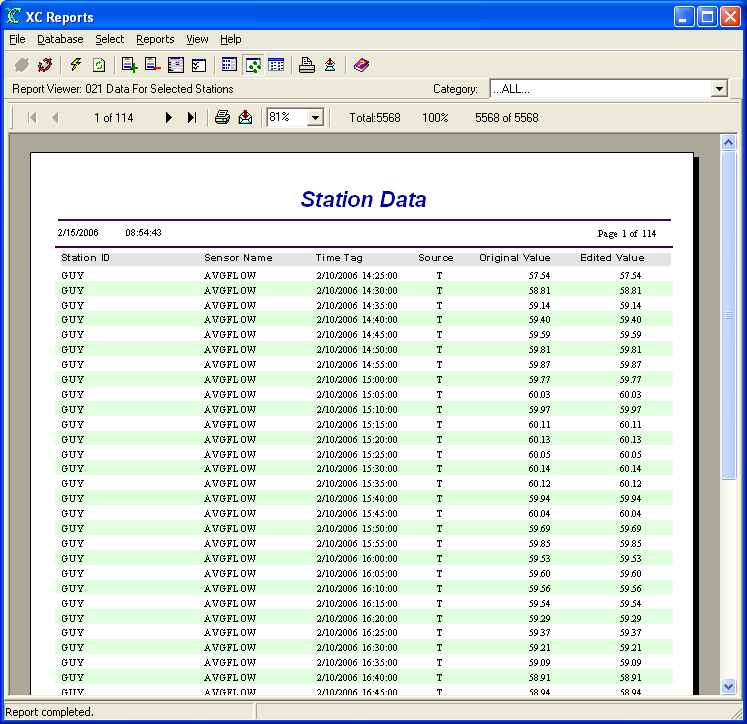 XC Reports
File Database Select Reports View Help
Report Viewer: 021 Data For Selected Stations Category: ...ALL...
1 of 114 81% Total:5568 100% 5568 of 5568
Station Data
2/15/2006 08:54:43 Page 1 of 114
Station ID Sensor Name Time Tag Source Original Value Edited Value
GUY AVGFLOW 2/10/2006 14:25:00 T 57.54 57.54
GUY AVGFLOW 2/10/2006 14:30:00 T 58.81 58.81
GUY AVGFLOW 2/10/2006 14:35:00 T 59.14 59.14
GUY AVGFLOW 2/10/2006 14:40:00 T 59.40 59.40
GUY AVGFLOW 2/10/2006 14:45:00 T 59.59 59.59
GUY AVGFLOW 2/10/2006 14:50:00 T 59.81 59.81
GUY AVGFLOW 2/10/2006 14:55:00 T 59.87 59.87
GUY AVGFLOW 2/10/2006 15:00:00 T 59.77 59.77
GUY AVGFLOW 2/10/2006 15:05:00 T 60.03 60.03
GUY AVGFLOW 2/10/2006 15:10:00 T 59.97 59.97
GUY AVGFLOW 2/10/2006 15:15:00 T 60.11 60.11
GUY AVGFLOW 2/10/2006 15:20:00 T 60.13 60.13
GUY AVGFLOW 2/10/2006 15:25:00 T 60.05 60.05
GUY AVGFLOW 2/10/2006 15:30:00 T 60.14 60.14
GUY AVGFLOW 2/10/2006 15:35:00 T 60.12 60.12
GUY AVGFLOW 2/10/2006 15:40:00 T 59.94 59.94
GUY AVGFLOW 2/10/2006 15:45:00 T 60.04 60.04
GUY AVGFLOW 2/10/2006 15:50:00 T 59.69 59.69
GUY AVGFLOW 2/10/2006 15:55:00 T 59.85 59.85
GUY AVGFLOW 2/10/2006 16:00:00 T 59.53 59.53
GUY AVGFLOW 2/10/2006 16:05:00 T 59.60 59.60
GUY AVGFLOW 2/10/2006 16:10:00 T 59.56 59.56
GUY AVGFLOW 2/10/2006 16:15:00 T 59.54 59.54
GUY AVGFLOW 2/10/2006 16:20:00 T 59.29 59.29
GUY AVGFLOW 2/10/2006 16:25:00 T 59.37 59.37
GUY AVGFLOW 2/10/2006 16:30:00 T 59.21 59.21
GUY AVGFLOW 2/10/2006 16:35:00 T 59.09 59.09
GUY AVGFLOW 2/10/2006 16:40:00 T 58.91 58.91
GUY AVGFLOW 2/10/2006 16:45:00 T 58.94 58.94
Report completed.